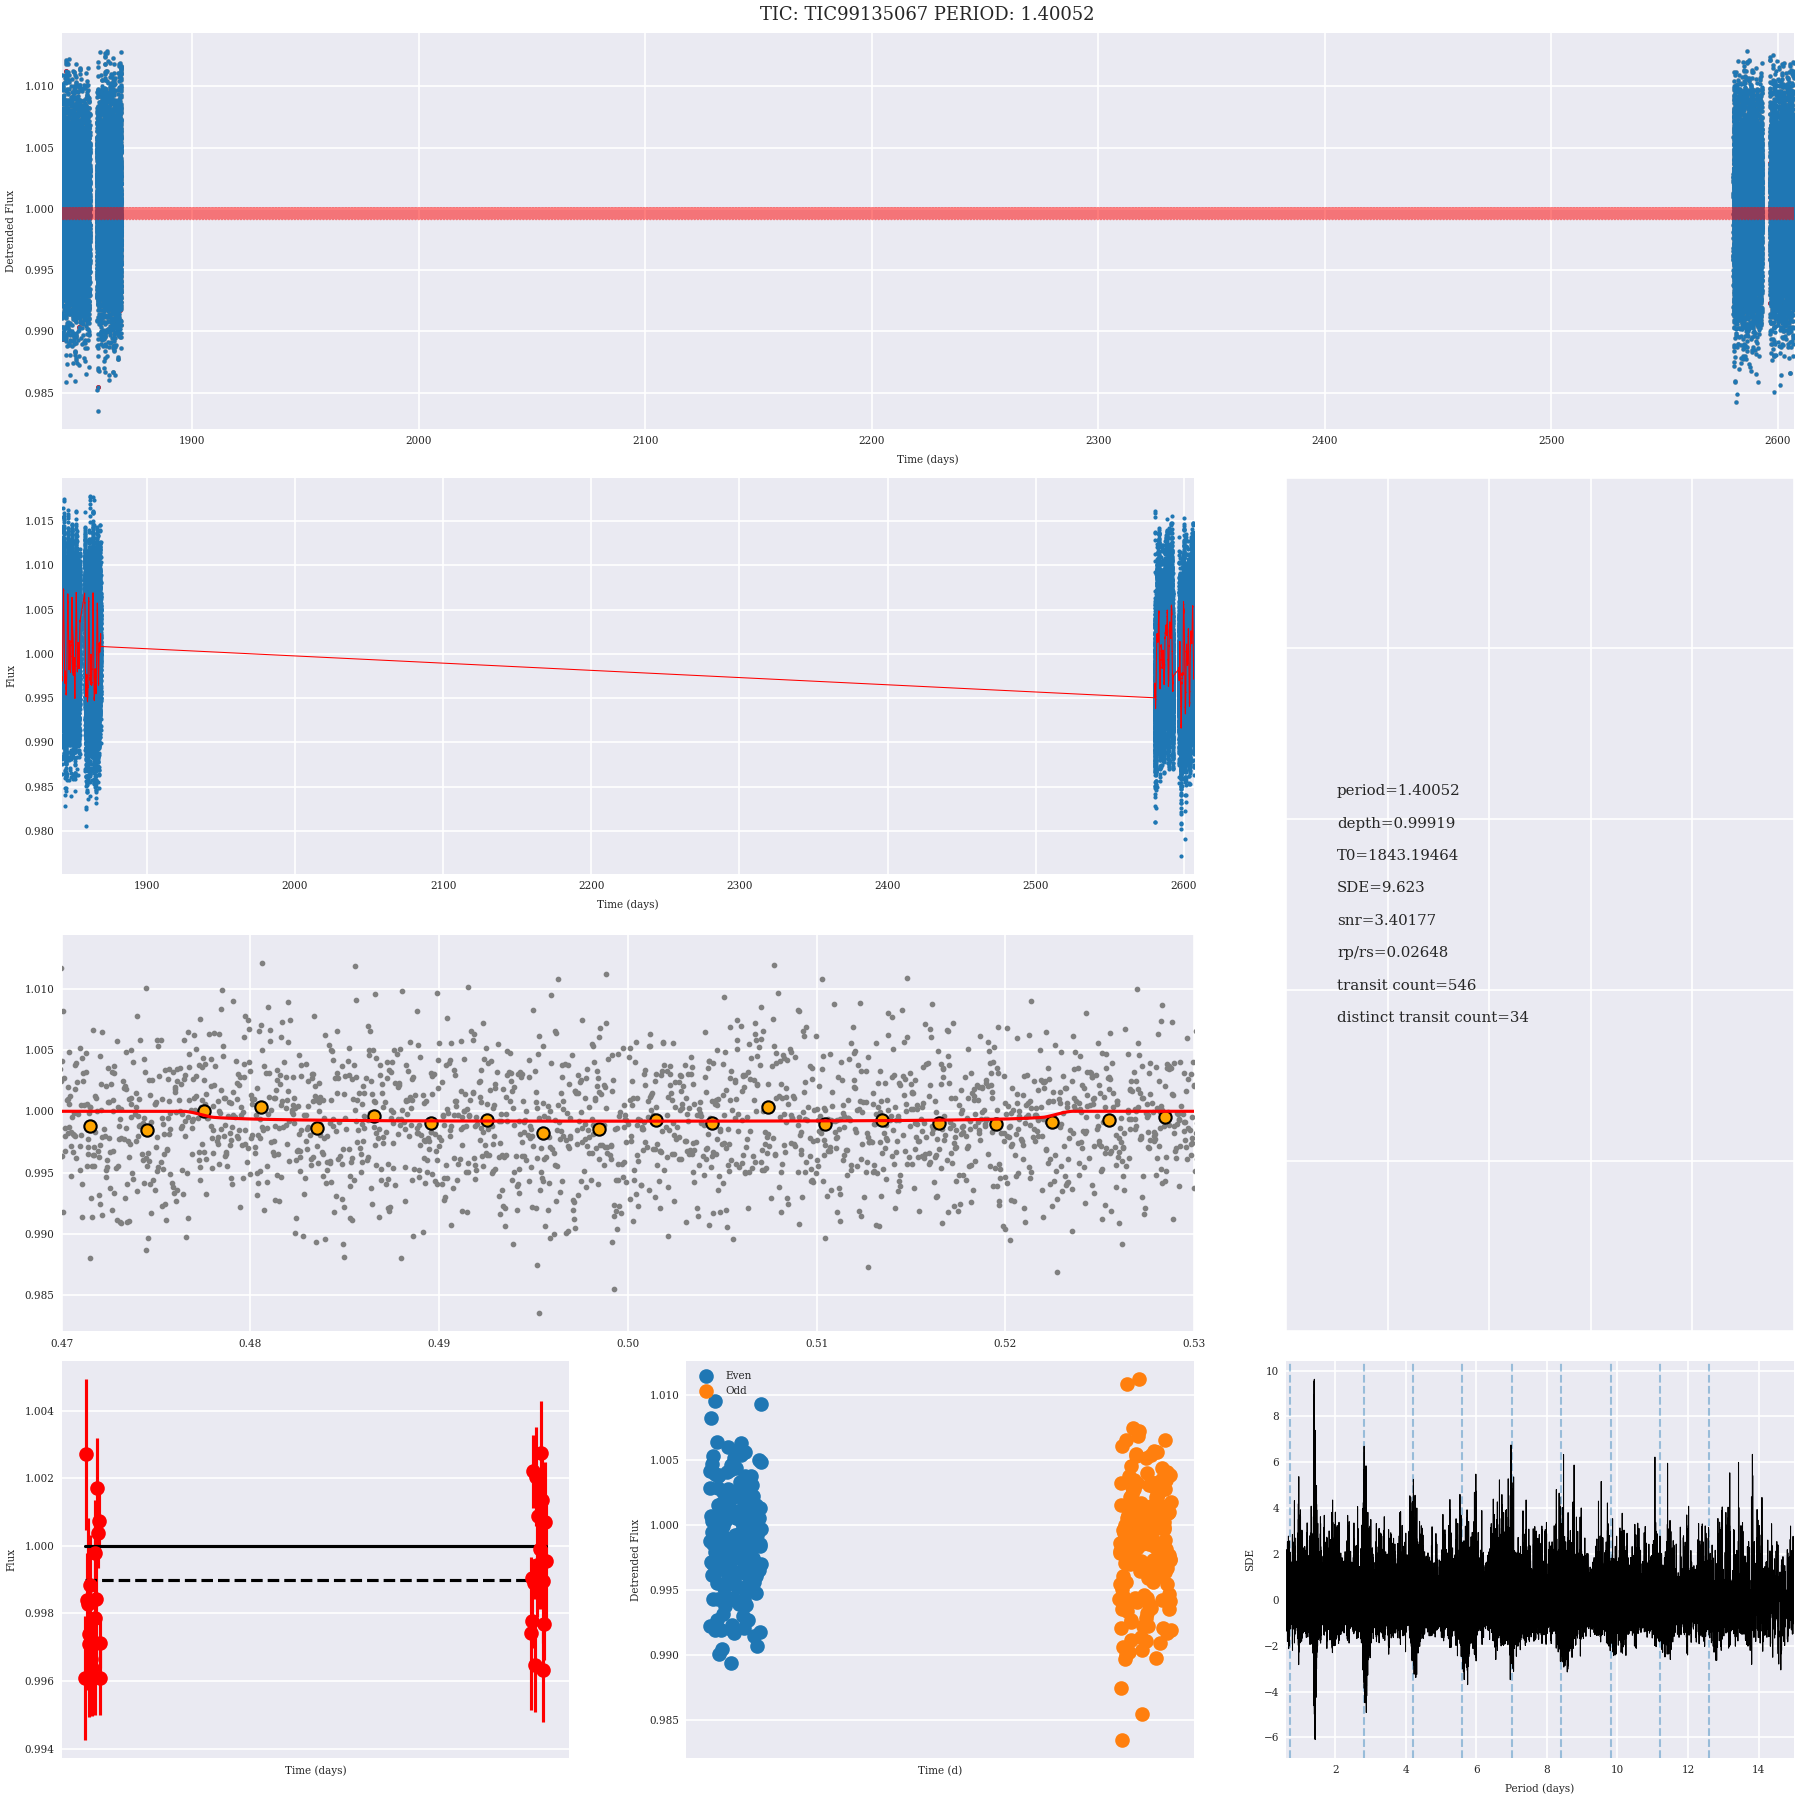 TIC: TIC99135067 PERIOD: 1.40052
1.010
1.005
1.000
0.995
0.990
0.985
Detrended Flux
1900 2000 2100 2200 2300 2400 2500 2600
Time (days)
1.015
1.010
1.005
1.000
0.995
0.990
0.985
0.980
Flux
1900 2000 2100 2200 2300 2400 2500 2600
Time (days)
period=1.40052
depth=0.99919
T0=1843.19464
SDE=9.623
snr=3.40177
rp/rs=0.02648
transit count=546
distinct transit count=34
1.010
1.005
1.000
0.995
0.990
0.985
0.47 0.48 0.49 0.50 0.51 0.52 0.53
1.004
1.002
1.000
0.998
0.996
0.994
Flux
Time (days)
Even
Odd
1.010
1.005
1.000
0.995
0.990
0.985
Detrended Flux
Time (d)
10
8
6
4
2
0
−2
−4
−6
SDE
2 4 6 8 10 12 14
Period (days)